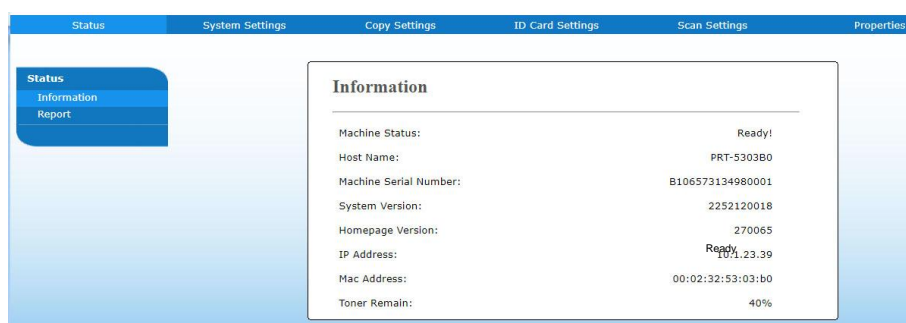 Status System Settings Copy Settings ID Card Settings Scan Settings Properties
Status
Information
Report
Information
Machine Status: Ready!
Host Name: PRT-5303B0
Machine Serial Number: B106573134980001
System Version: 2252120018
Homepage Version: 270065
Ready
IP Address: 10.1.23.39
Mac Address: 00:02:32:53:03:b0
Toner Remain: 40%